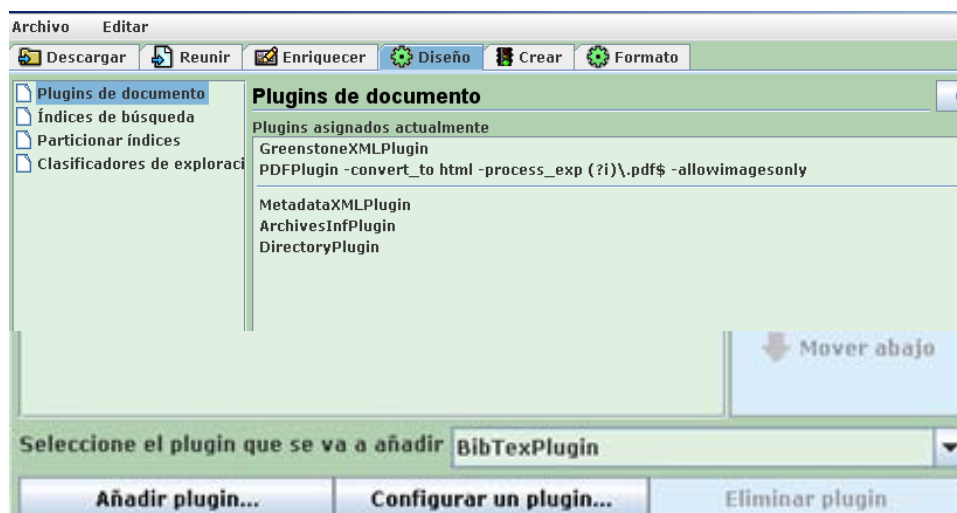 Archivo Editar
Descargar Reunir Enriquecer Diseño Crear Formato
Plugins de documento
Índices de búsqueda
Particionar índices
Clasificadores de exploraci
Plugins de documento
Plugins asignados actualmente
GreenstoneXMLPlugin
PDFPlugin -convert_to html -process_exp (?i)\.pdf$ -allowimagesonly
MetadataXMLPlugin
ArchivesInfPlugin
DirectoryPlugin
Mover abajo
Seleccione el plugin que se va a añadir BibTexPlugin
Añadir plugin... Configurar un plugin... Eliminar plugin